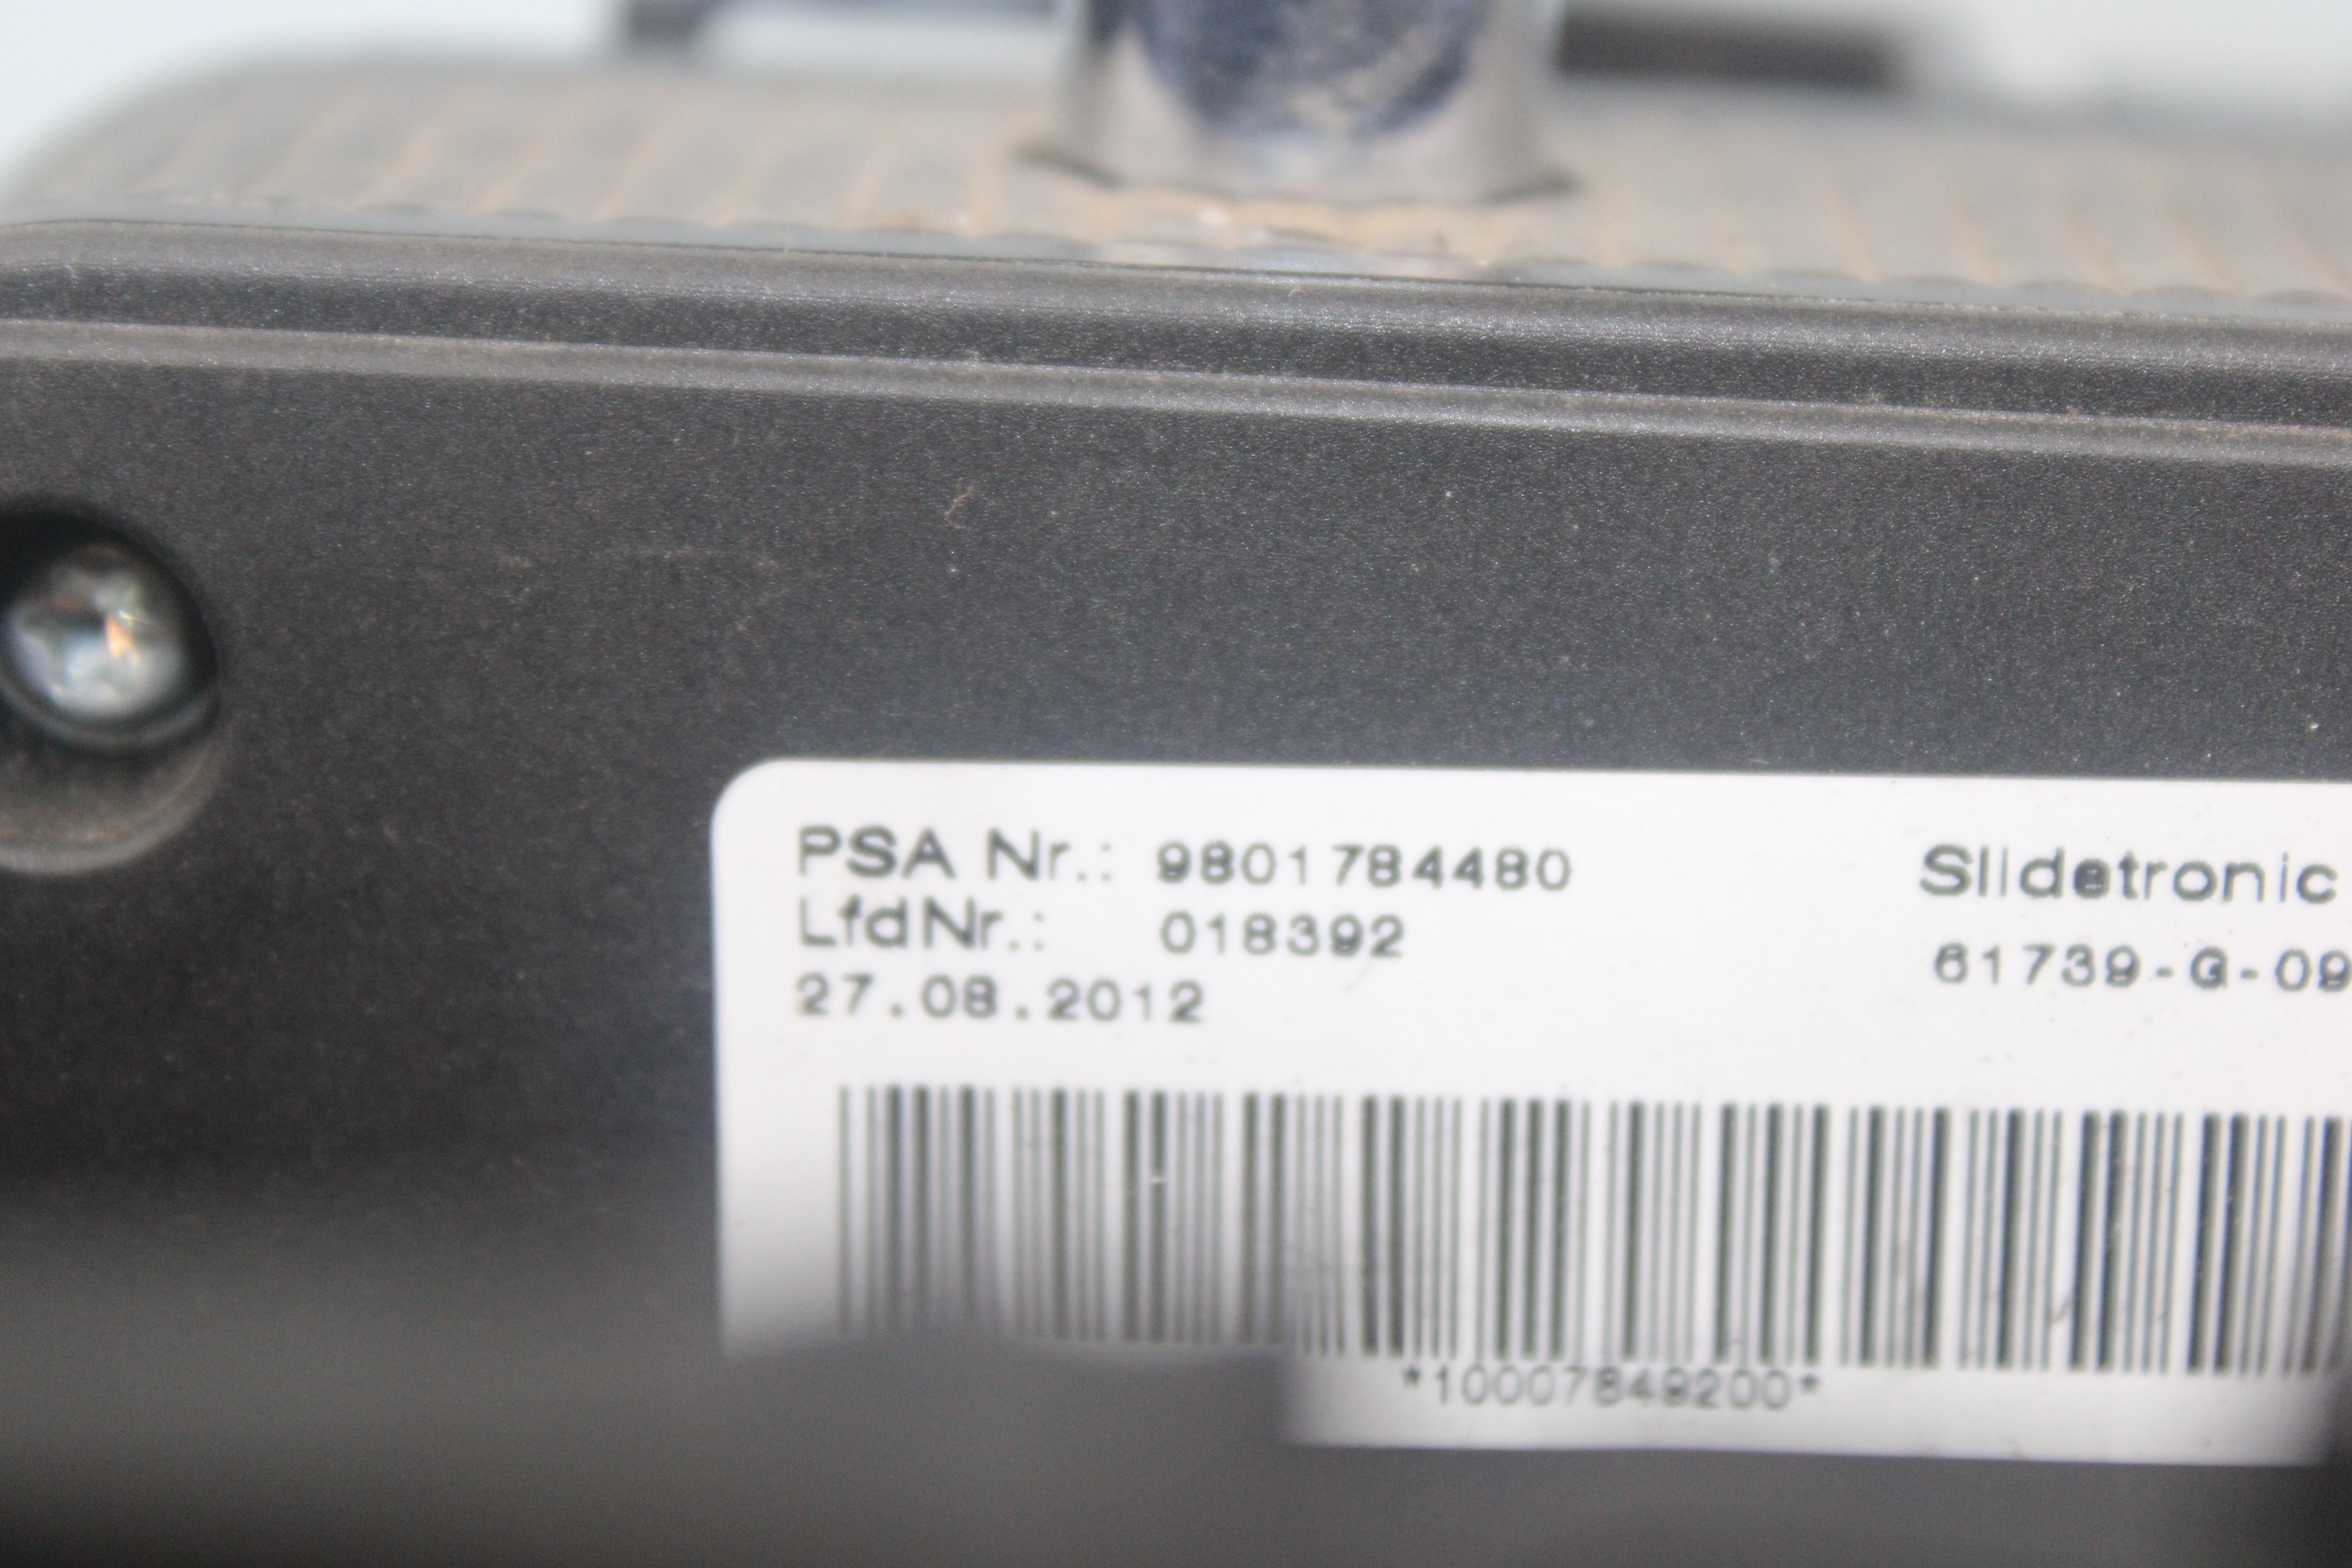 PSA Nr.: 9801784480
LfdNr.: 018392
27.08.2012
Slidetronic
61739-G-09
*10007849200*